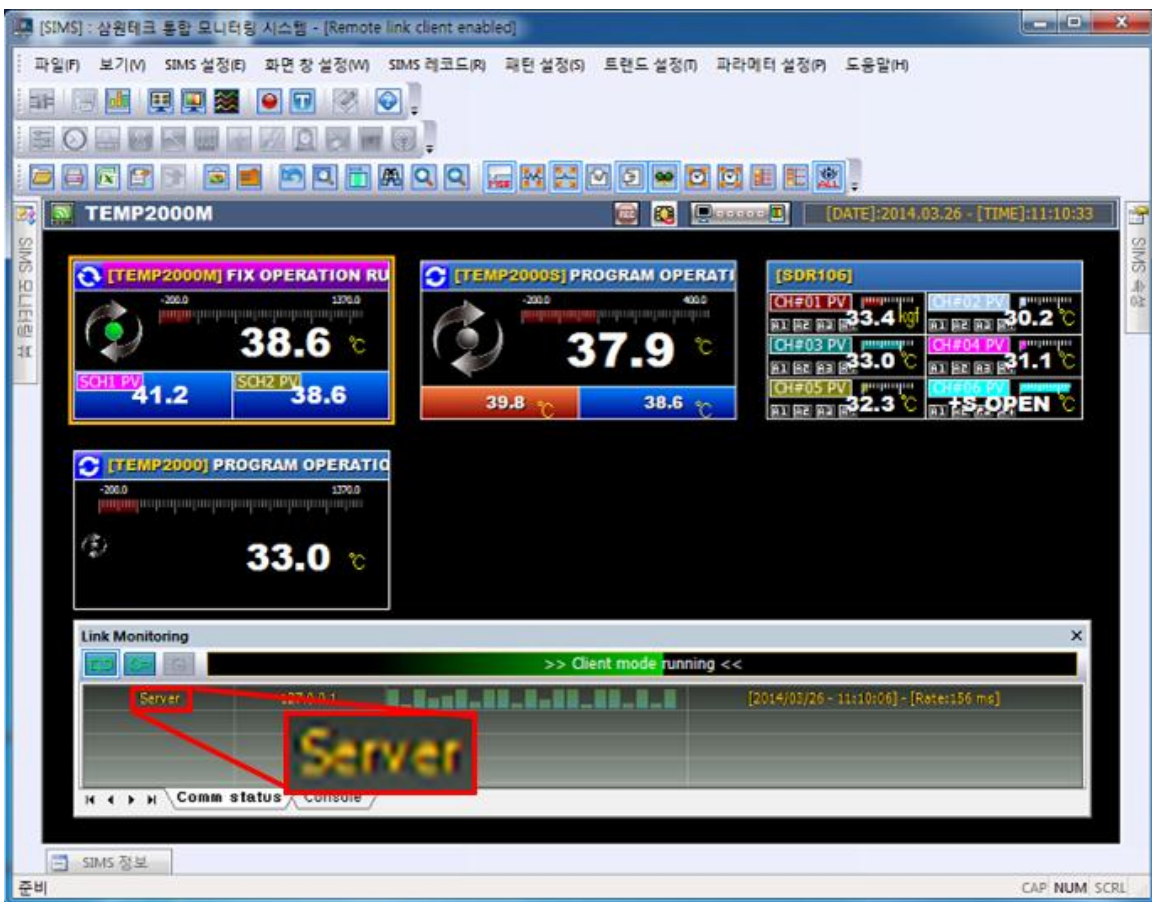 [SIMS] : 삼원테크 통합 모니터링 시스템 - [Remote link client enabled]
파일(F) 보기(V) SIMS 설정(E) 화면 창 설정(W) SIMS 레코드(R) 패턴 설정(S) 트랜드 설정(T) 파라메터 설정(P) 도움말(H)
TEMP2000M [DATE]:2014.03.26 - [TIME]:11:10:33
SIMS 모니터링 뷰
SIMS 속성
[TEMP2000M] FIX OPERATION RU
-200.0 1370.0
38.6 ℃
SCH1 PV 41.2 SCH2 PV 38.6
[TEMP2000S] PROGRAM OPERATI
-200.0 400.0
37.9 ℃
39.8 ℃ 38.6 ℃
[SDR106]
CH#01 PV 33.4 kgf CH#02 PV 30.2 ℃
CH#03 PV 33.0 ℃ CH#04 PV 31.1 ℃
CH#05 PV 32.3 ℃ CH#06 PV +S.OPEN ℃
[TEMP2000] PROGRAM OPERATIO
-200.0 1370.0
33.0 ℃
Link Monitoring
>> Client mode running <<
Server 127.0.0.1 [2014/03/26 - 11:10:06] - [Rate:156 ms]
Server
Comm status Console
SIMS 정보
준비 CAP NUM SCRL